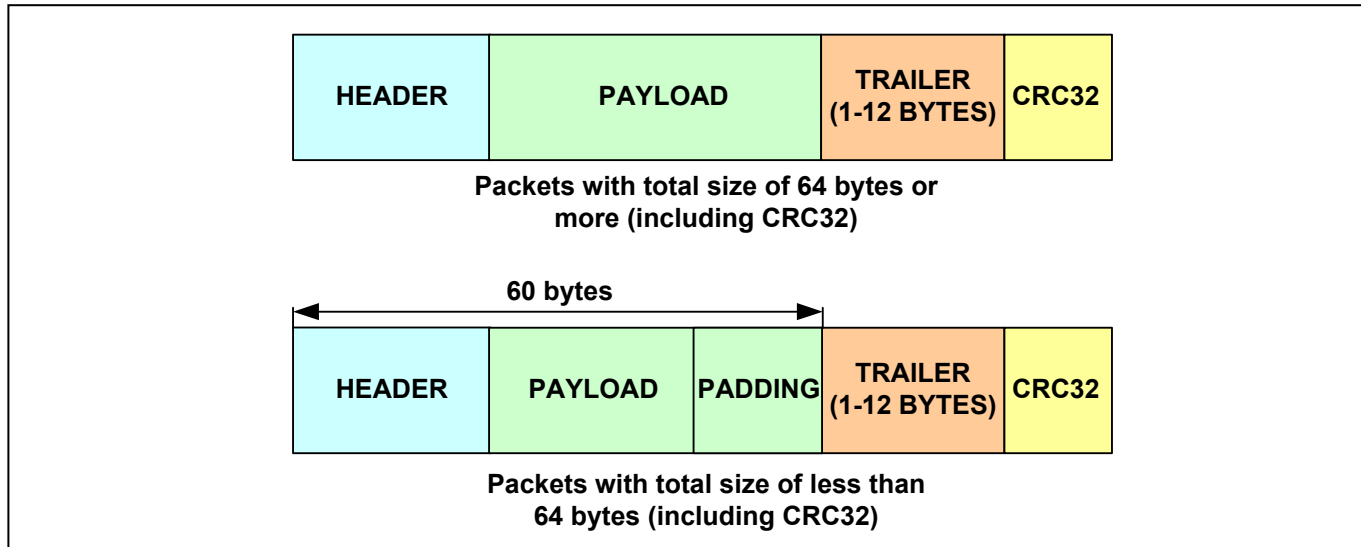 HEADER PAYLOAD TRAILER (1-12 BYTES) CRC32
Packets with total size of 64 bytes or
more (including CRC32)
60 bytes
HEADER PAYLOAD PADDING TRAILER (1-12 BYTES) CRC32
Packets with total size of less than
64 bytes (including CRC32)